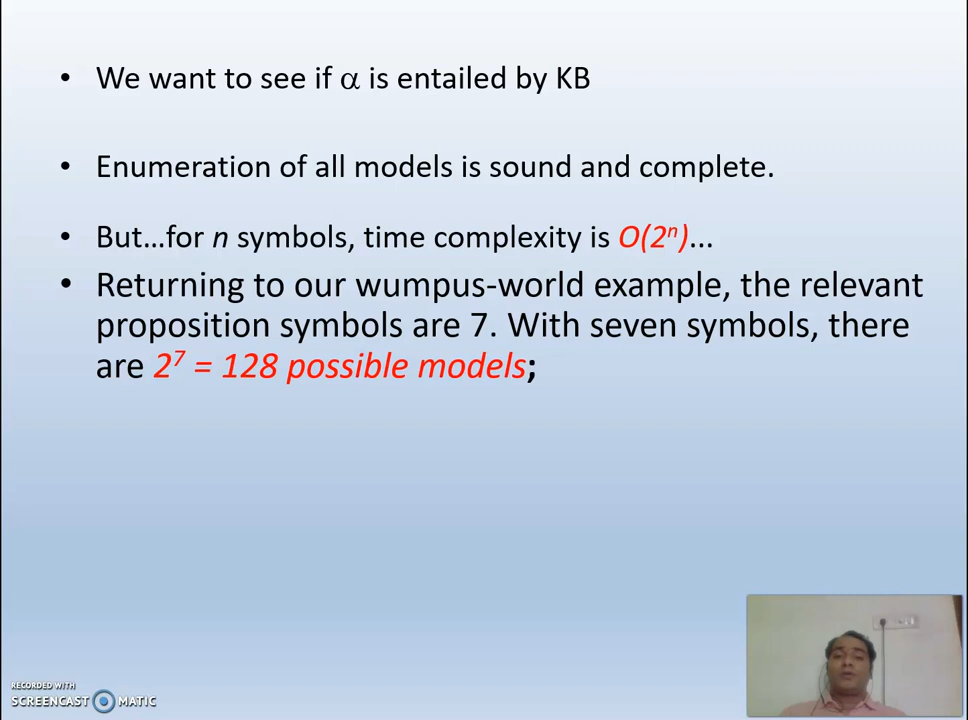 • We want to see if α is entailed by KB
• Enumeration of all models is sound and complete.
• But…for n symbols, time complexity is O(2ⁿ)...
• Returning to our wumpus-world example, the relevant
proposition symbols are 7. With seven symbols, there
are 2⁷ = 128 possible models;
RECORDED WITH
SCREENCAST MATIC